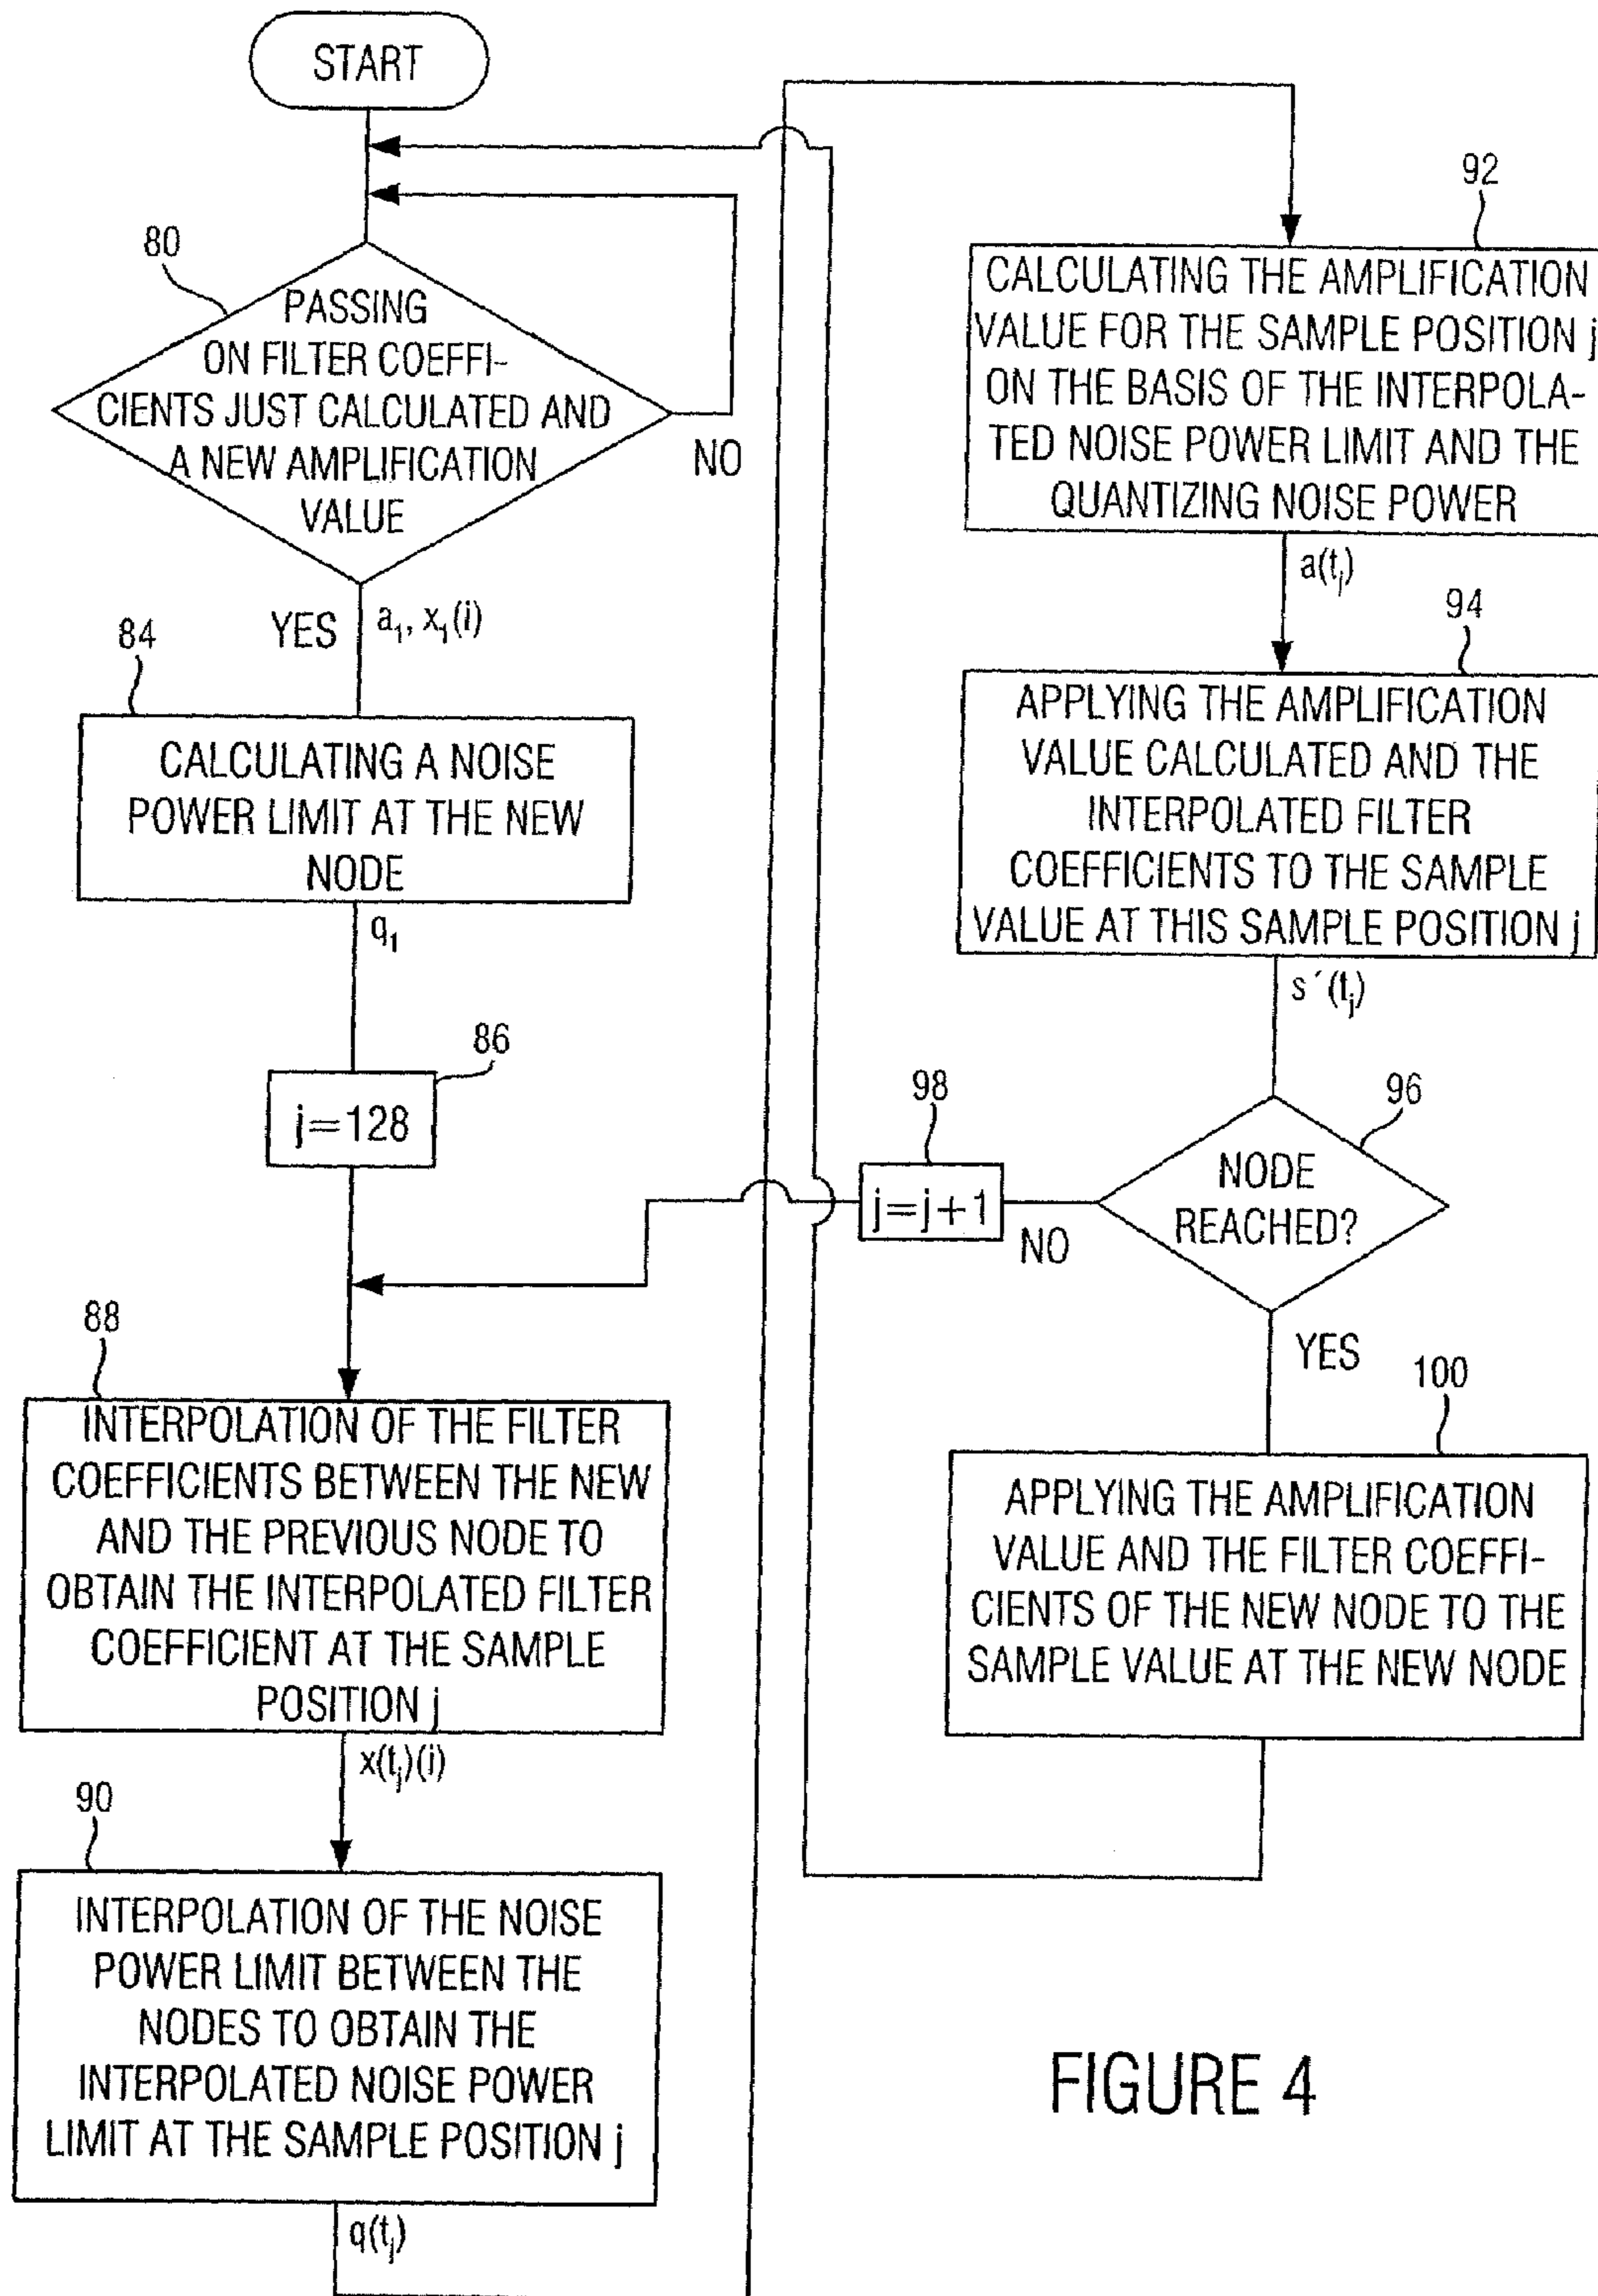 START
80
PASSING
ON FILTER COEFFI-
CIENTS JUST CALCULATED AND
A NEW AMPLIFICATION
VALUE
NO
YES
a₁, x₁(i)
84
CALCULATING A NOISE
POWER LIMIT AT THE NEW
NODE
q₁
86
j=128
88
INTERPOLATION OF THE FILTER
COEFFICIENTS BETWEEN THE NEW
AND THE PREVIOUS NODE TO
OBTAIN THE INTERPOLATED FILTER
COEFFICIENT AT THE SAMPLE
POSITION j
x(tⱼ)(i)
90
INTERPOLATION OF THE NOISE
POWER LIMIT BETWEEN THE
NODES TO OBTAIN THE
INTERPOLATED NOISE POWER
LIMIT AT THE SAMPLE POSITION j
q(tⱼ)
92
CALCULATING THE AMPLIFICATION
VALUE FOR THE SAMPLE POSITION j
ON THE BASIS OF THE INTERPOLA-
TED NOISE POWER LIMIT AND THE
QUANTIZING NOISE POWER
a(tⱼ)
94
APPLYING THE AMPLIFICATION
VALUE CALCULATED AND THE
INTERPOLATED FILTER
COEFFICIENTS TO THE SAMPLE
VALUE AT THIS SAMPLE POSITION j
s´(tⱼ)
96
NODE
REACHED?
98
j=j+1
NO
YES
100
APPLYING THE AMPLIFICATION
VALUE AND THE FILTER COEFFI-
CIENTS OF THE NEW NODE TO THE
SAMPLE VALUE AT THE NEW NODE
FIGURE 4